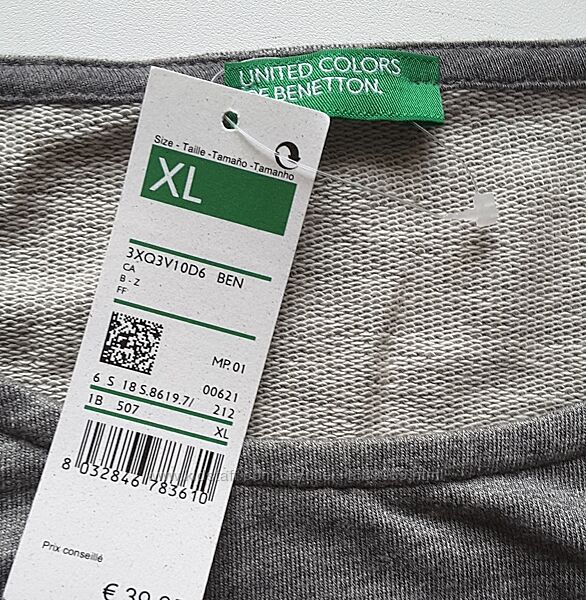 UNITED COLORS
OF BENETTON.
Size - Taille -Tamaño -Tamanho
XL
3XQ3V10D6 BEN
CA
B - Z
FF
MP.01
00621
6 S 18 S.8619.7/ 212
1B 507 XL
8 032846 783610
Prix conseillé
€ 39,